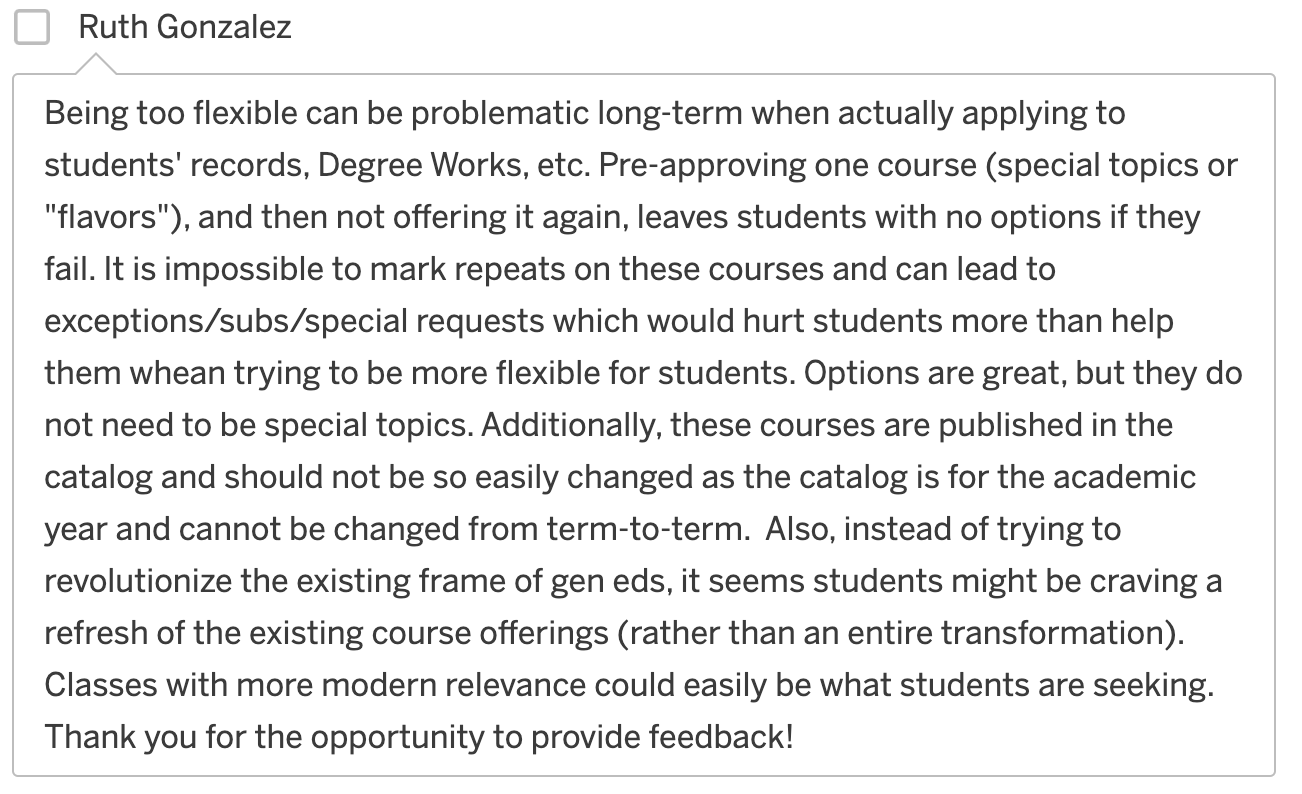 Ruth Gonzalez
Being too flexible can be problematic long-term when actually applying to
students' records, Degree Works, etc. Pre-approving one course (special topics or
"flavors"), and then not offering it again, leaves students with no options if they
fail. It is impossible to mark repeats on these courses and can lead to
exceptions/subs/special requests which would hurt students more than help
them whean trying to be more flexible for students. Options are great, but they do
not need to be special topics. Additionally, these courses are published in the
catalog and should not be so easily changed as the catalog is for the academic
year and cannot be changed from term-to-term.  Also, instead of trying to
revolutionize the existing frame of gen eds, it seems students might be craving a
refresh of the existing course offerings (rather than an entire transformation).
Classes with more modern relevance could easily be what students are seeking.
Thank you for the opportunity to provide feedback!